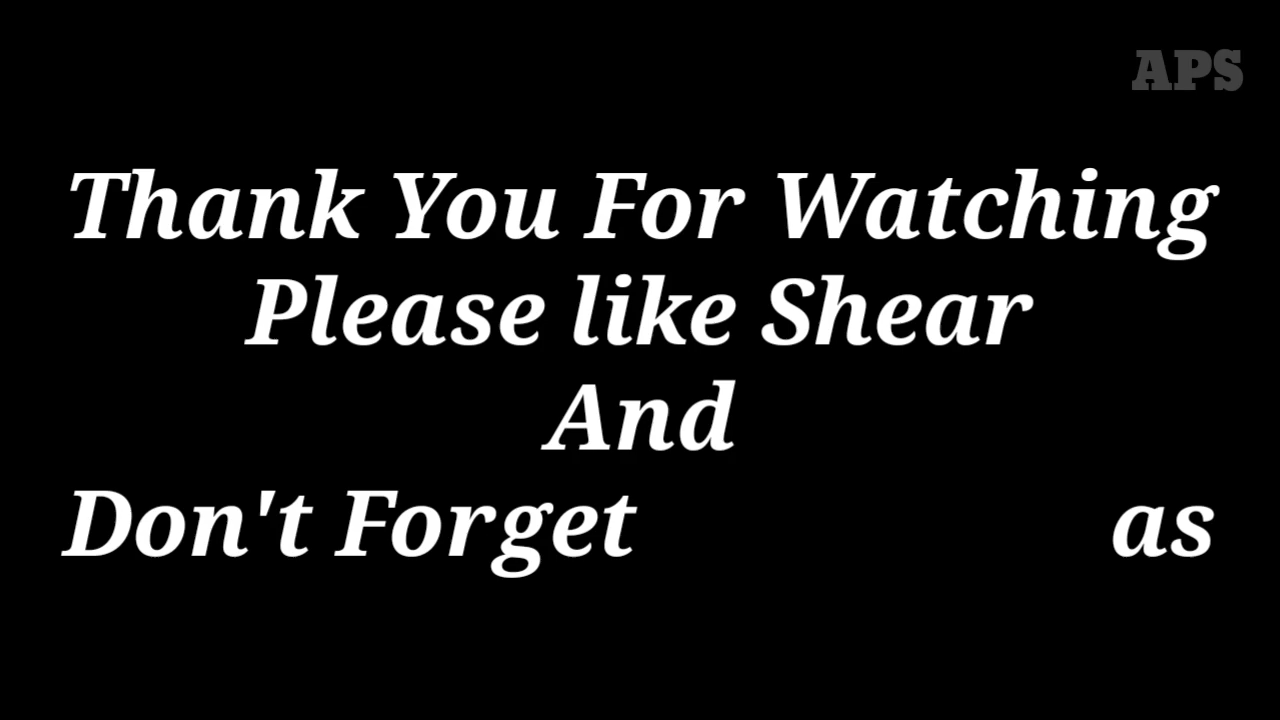 APS
Thank You For Watching
Please like Shear
And
Don't Forget as